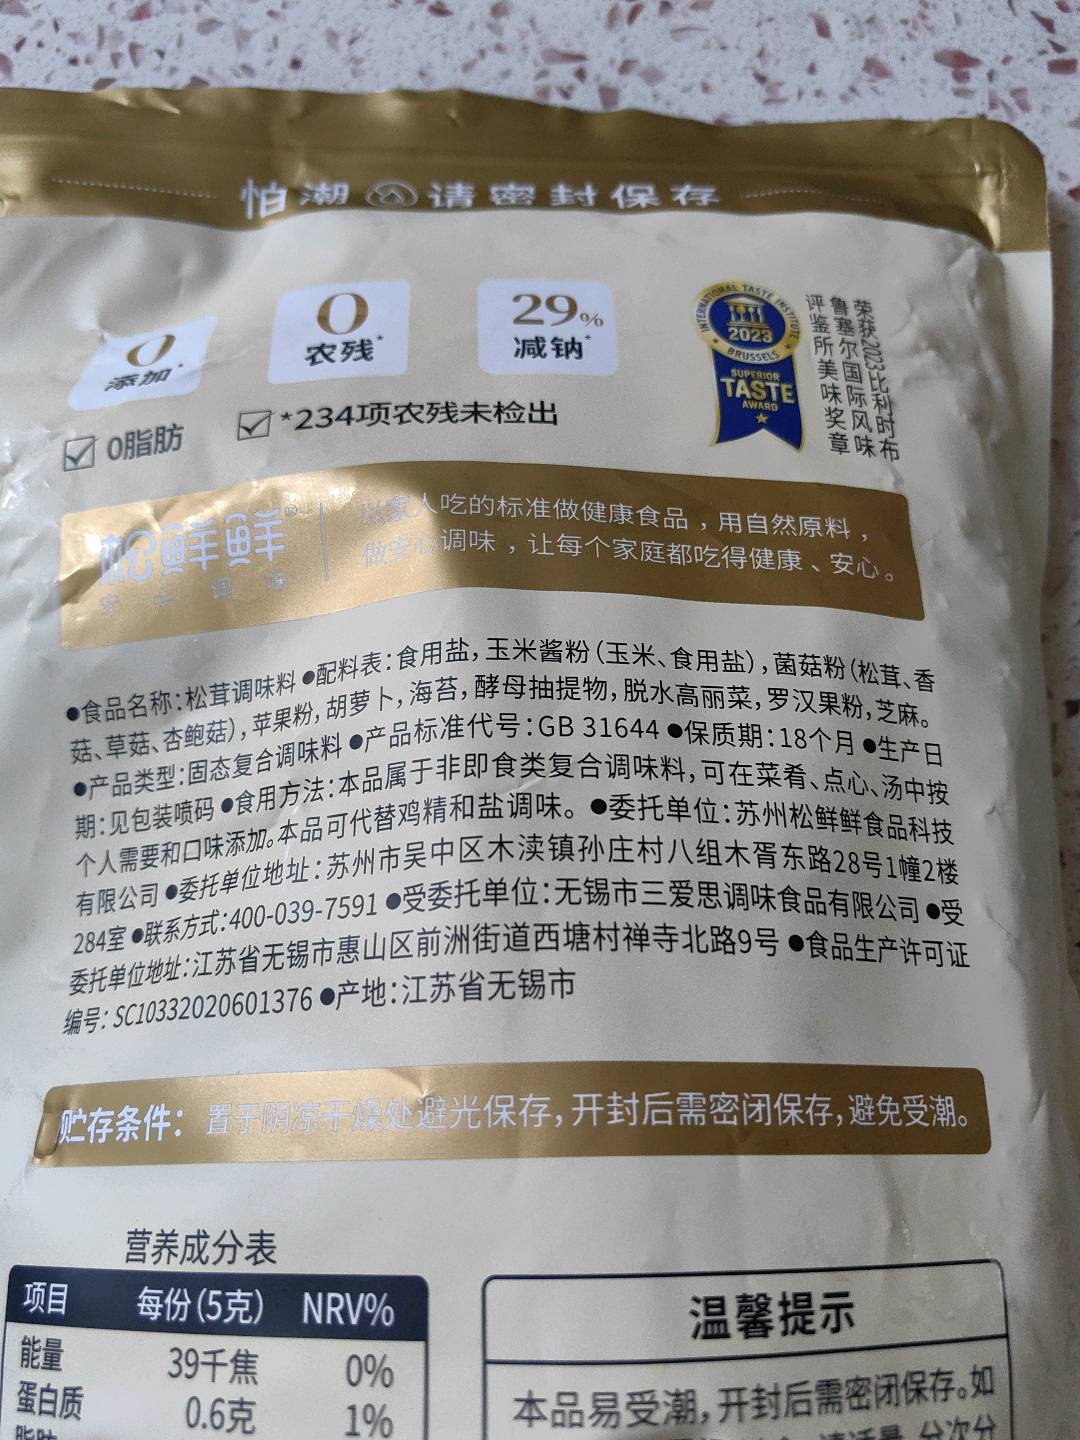 怕潮 请密封保存
0
添加*
0
农残*
29%
减钠*
0脂肪
*234项农残未检出
INTERNATIONAL TASTE INSTITUTE
2023
BRUSSELS
SUPERIOR
TASTE
AWARD
荣获2023比利时布
鲁塞尔国际风味
评鉴所美味奖章
松鲜鲜®
以家人吃的标准做健康食品，用自然原料，
做安心调味，让每个家庭都吃得健康、安心。
●食品名称:松茸调味料 ●配料表:食用盐,玉米酱粉(玉米、食用盐),菌菇粉(松茸、香
菇、草菇、杏鲍菇),苹果粉,胡萝卜,海苔,酵母抽提物,脱水高丽菜,罗汉果粉,芝麻。
●产品类型:固态复合调味料 ●产品标准代号:GB 31644 ●保质期:18个月 ●生产日
期:见包装喷码 ●食用方法:本品属于非即食类复合调味料,可在菜肴、点心、汤中按
个人需要和口味添加。本品可代替鸡精和盐调味。 ●委托单位:苏州松鲜鲜食品科技
有限公司 ●委托单位地址:苏州市吴中区木渎镇孙庄村八组木胥东路28号1幢2楼
284室 ●联系方式:400-039-7591 ●受委托单位:无锡市三爱思调味食品有限公司 ●受
委托单位地址:江苏省无锡市惠山区前洲街道西塘村禅寺北路9号 ●食品生产许可证
编号: SC10332020601376 ●产地:江苏省无锡市
贮存条件: 置于阴凉干燥处避光保存,开封后需密闭保存,避免受潮。
营养成分表
项目 每份(5克) NRV%
能量 39千焦 0%
蛋白质 0.6克 1%
脂肪
温馨提示
本品易受潮,开封后需密闭保存。如